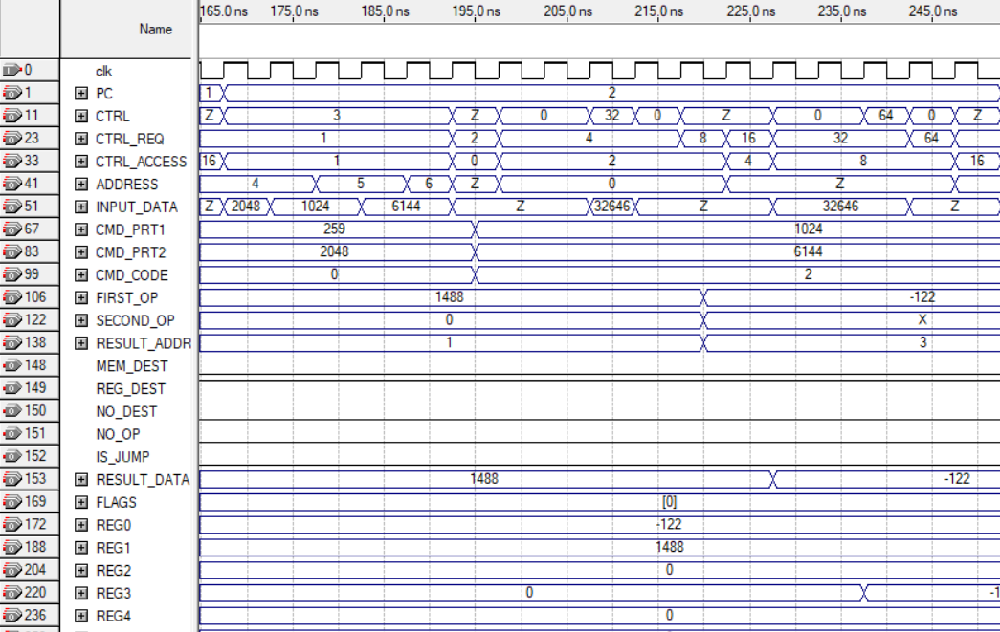 165.0 ns 175.0 ns 185.0 ns 195.0 ns 205.0 ns 215.0 ns 225.0 ns 235.0 ns 245.0 ns
Name
0 clk
1 PC 1 2
11 CTRL Z 3 Z 0 32 0 Z 0 64 0 Z
23 CTRL_REQ 1 2 4 8 16 32 64
33 CTRL_ACCESS 16 1 0 2 4 8 16
41 ADDRESS 4 5 6 Z 0 Z
51 INPUT_DATA Z 2048 1024 6144 Z 32646 Z 32646 Z
67 CMD_PRT1 259 1024
83 CMD_PRT2 2048 6144
99 CMD_CODE 0 2
106 FIRST_OP 1488 -122
122 SECOND_OP 0 X
138 RESULT_ADDR 1 3
148 MEM_DEST
149 REG_DEST
150 NO_DEST
151 NO_OP
152 IS_JUMP
153 RESULT_DATA 1488 -122
169 FLAGS [0]
172 REG0 -122
188 REG1 1488
204 REG2 0
220 REG3 0 -1
236 REG4 0